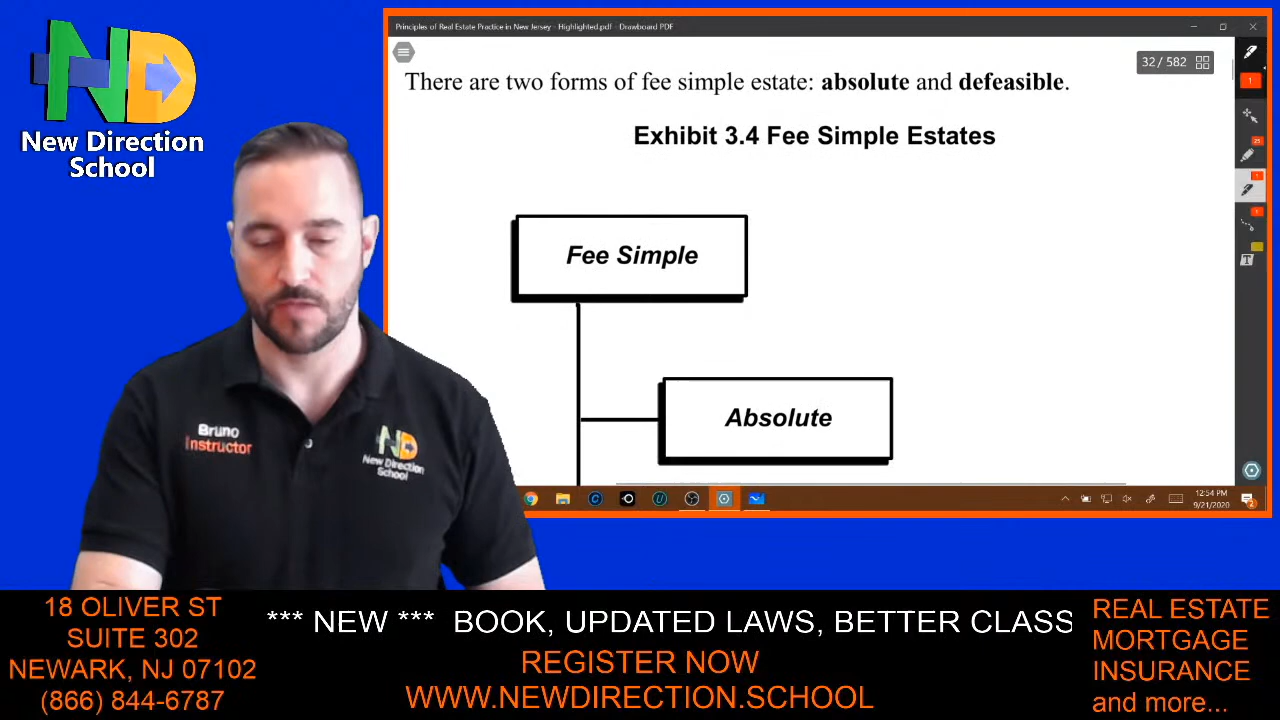 ND
New Direction
School
Principles of Real Estate Practice in New Jersey - Highlighted.pdf - Drawboard PDF
32 / 582
There are two forms of fee simple estate: absolute and defeasible.
Exhibit 3.4 Fee Simple Estates
Fee Simple
Absolute
Bruno
Instructor
ND
New Direction
School
12:54 PM
9/21/2020
18 OLIVER ST
SUITE 302
NEWARK, NJ 07102
(866) 844-6787
*** NEW *** BOOK, UPDATED LAWS, BETTER CLASS
REGISTER NOW
WWW.NEWDIRECTION.SCHOOL
REAL ESTATE
MORTGAGE
INSURANCE
and more...